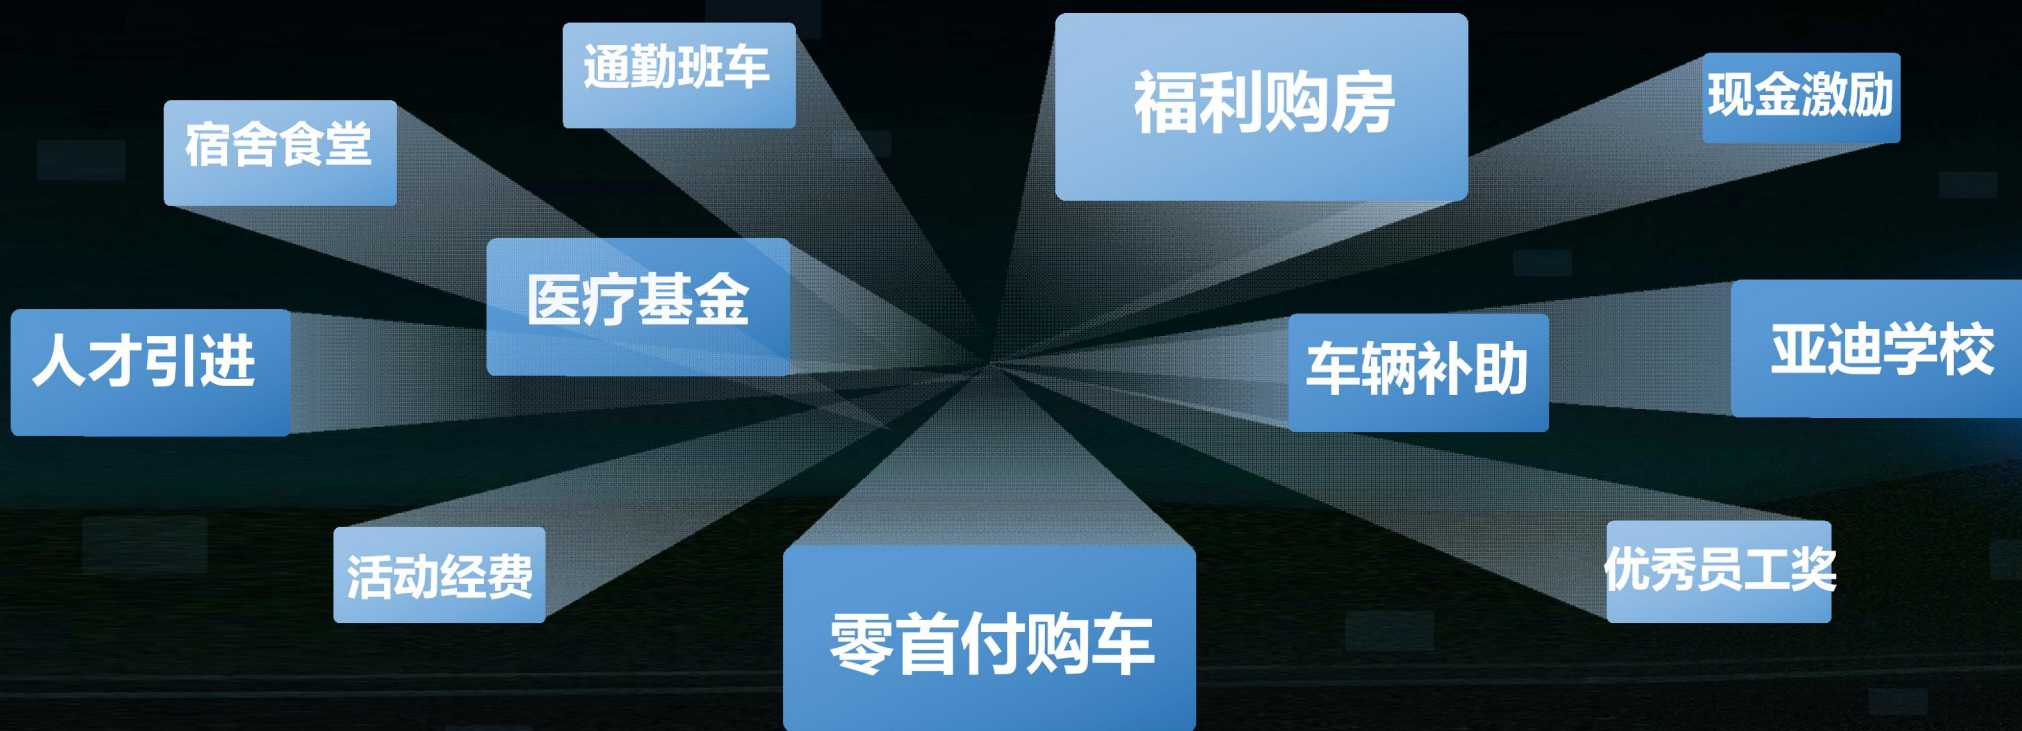 通勤班车
福利购房
现金激励
宿舍食堂
医疗基金
人才引进
车辆补助
亚迪学校
活动经费
优秀员工奖
零首付购车